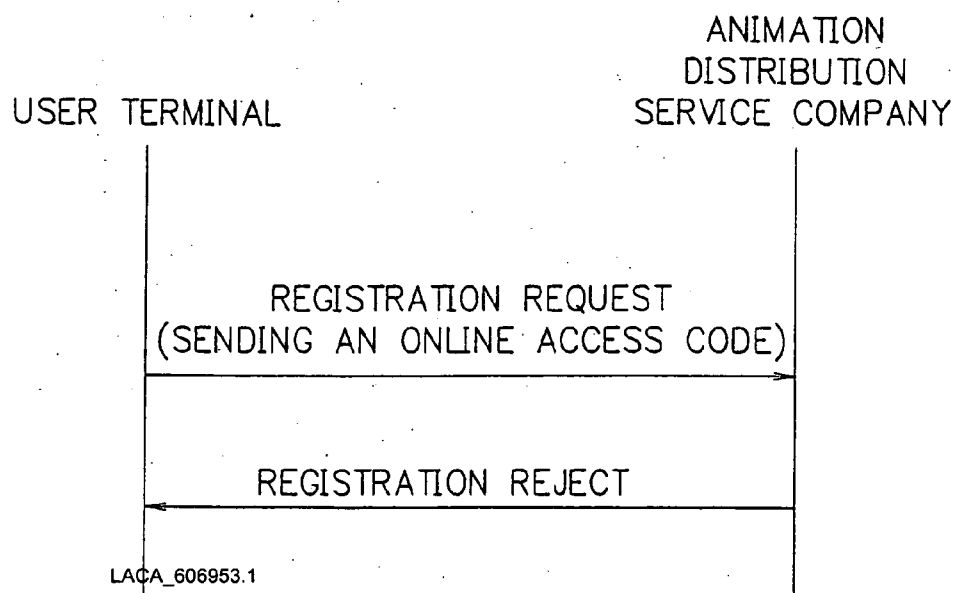 ANIMATION
DISTRIBUTION
SERVICE COMPANY
USER TERMINAL
REGISTRATION REQUEST
(SENDING AN ONLINE ACCESS CODE)
REGISTRATION REJECT
LACA_606953.1